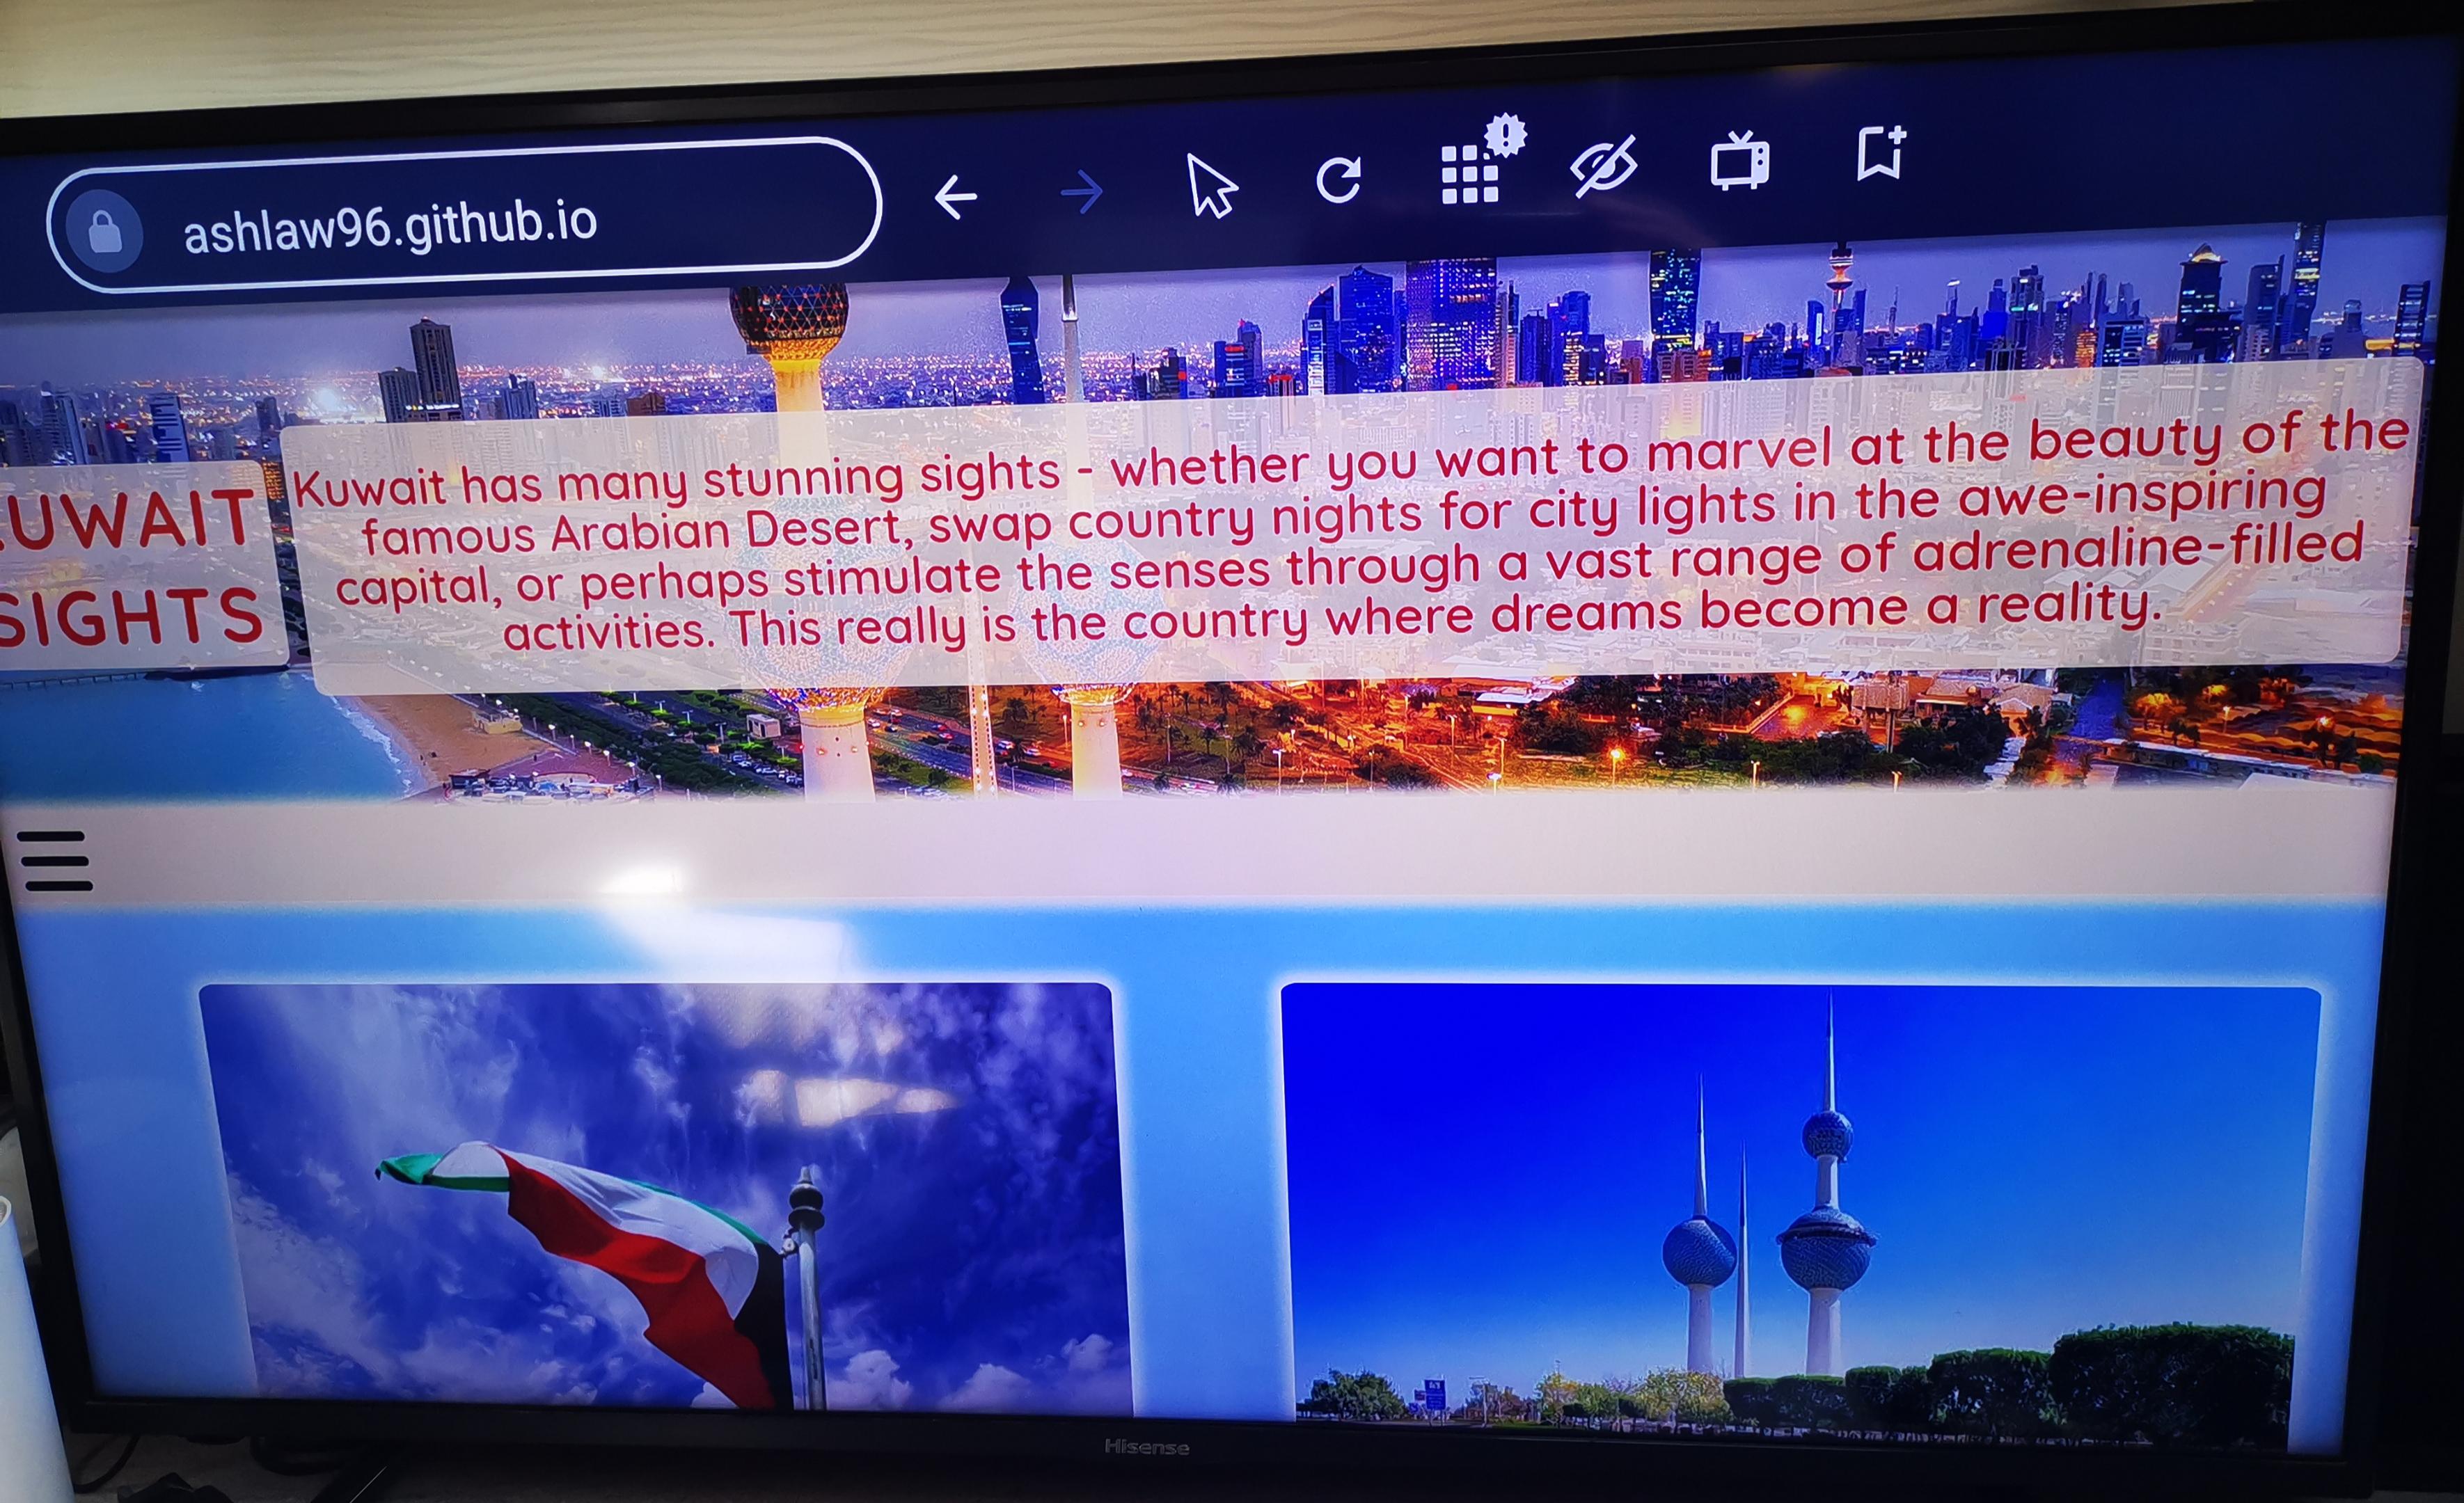 ashlaw96.github.io
KUWAIT
SIGHTS
Kuwait has many stunning sights - whether you want to marvel at the beauty of the
famous Arabian Desert, swap country nights for city lights in the awe-inspiring
capital, or perhaps stimulate the senses through a vast range of adrenaline-filled
activities. This really is the country where dreams become a reality.
Hisense